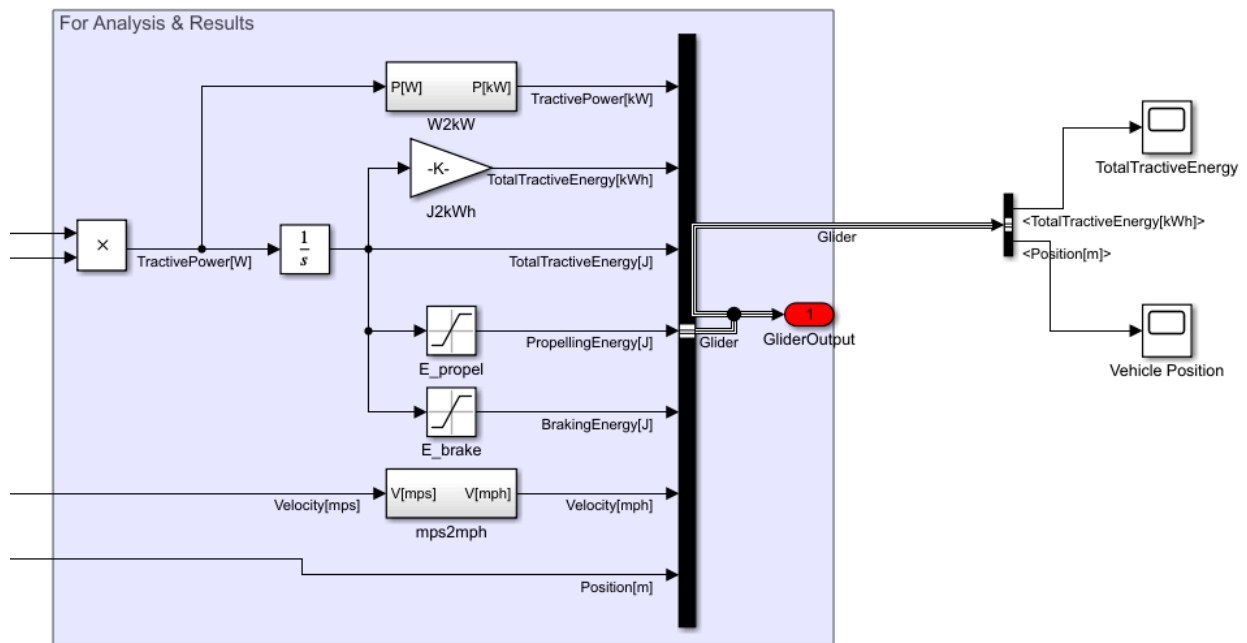 For Analysis & Results
P[W]
P[kW]
TractivePower[kW]
W2kW
TotalTractiveEnergy
-K-
TotalTractiveEnergy[kWh]
J2kWh
<TotalTractiveEnergy[kWh]>
Glider
<Position[m]>
×
1
s
TractivePower[W]
TotalTractiveEnergy[J]
1
PropellingEnergy[J]
Glider
GliderOutput
E_propel
Vehicle Position
BrakingEnergy[J]
E_brake
Velocity[mps]
V[mps]
V[mph]
Velocity[mph]
mps2mph
Position[m]